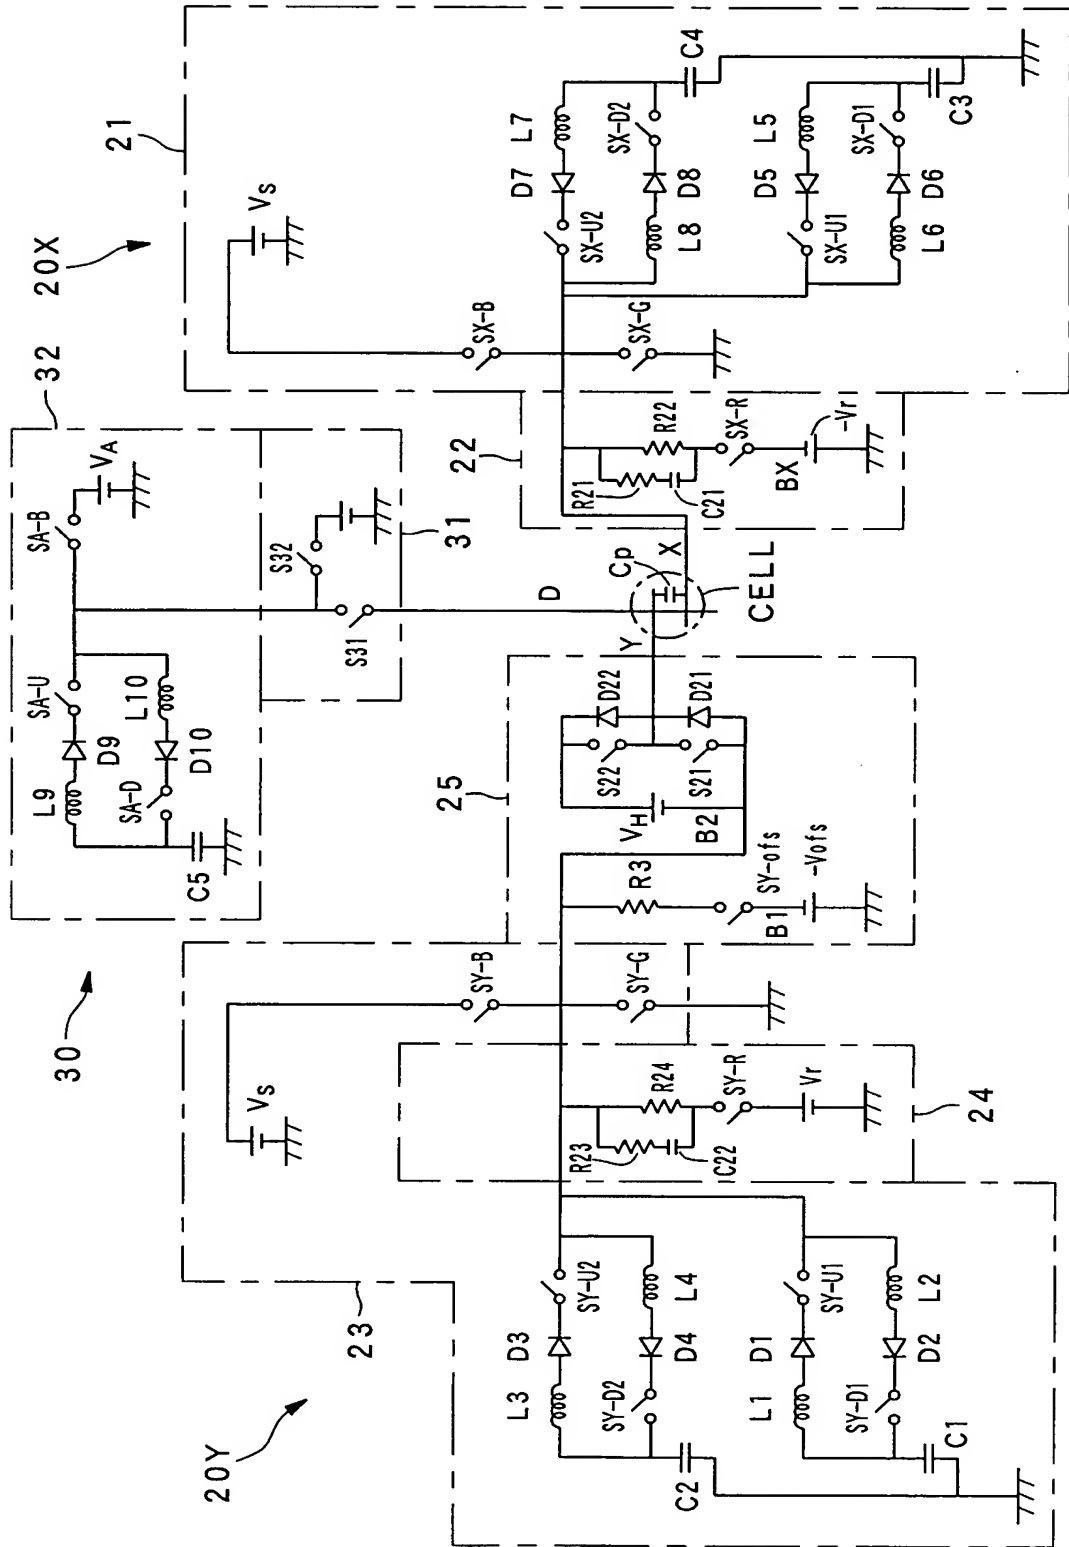 20Y
30
20X
23
Vs
SY-B
SY-G
L3
D3
SY-U2
SY-D2
D4
L4
C2
L1
D1
SY-U1
SY-D1
D2
L2
C1
24
R23
R24
C22
SY-R
Vr
25
R3
SY-ofs
B1
-Vofs
VH
B2
S22
D22
S21
D21
Y
Cp
X
CELL
D
31
S31
S32
32
L9
D9
SA-U
SA-D
D10
L10
C5
SA-B
VA
22
R21
R22
C21
SX-R
BX
-Vr
21
Vs
SX-B
SX-G
SX-U2
D7
L7
L8
D8
SX-D2
C4
SX-U1
D5
L5
L6
D6
SX-D1
C3